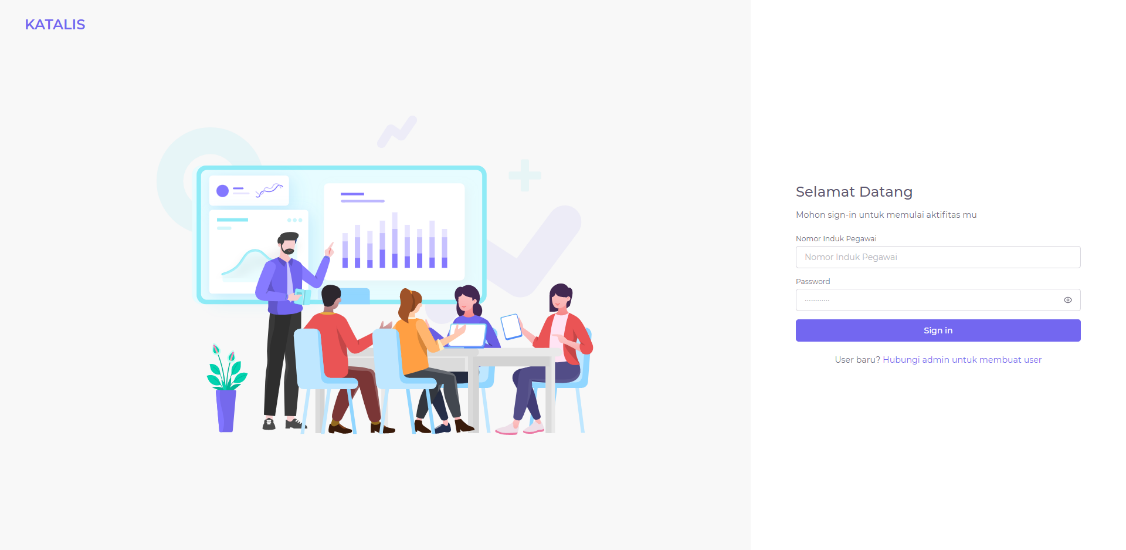 KATALIS
Selamat Datang
Mohon sign-in untuk memulai aktifitas mu
Nomor Induk Pegawai
Nomor Induk Pegawai
Password
············
Sign in
User baru? Hubungi admin untuk membuat user